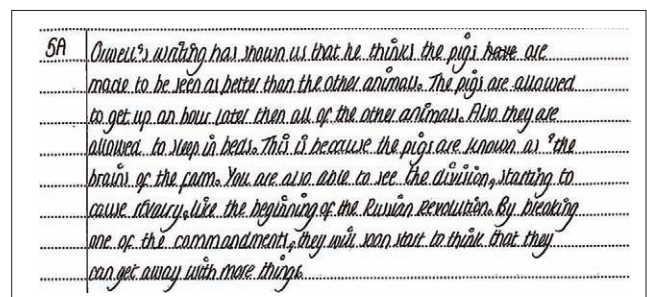 5A Orwell's writing has shown us that he thinks the pigs have are
made to be seen as better than the other animals. The pigs are allowed
to get up an hour later then all of the other animals. Also they are
allowed to sleep in beds. This is because the pigs are known as 'the
brains of the farm. You are also able to see the division, starting to
cause rivalry, like the beginning of the Russian Revolution. By breaking
one of the commandments, they will soon start to think that they
can get away with more things.